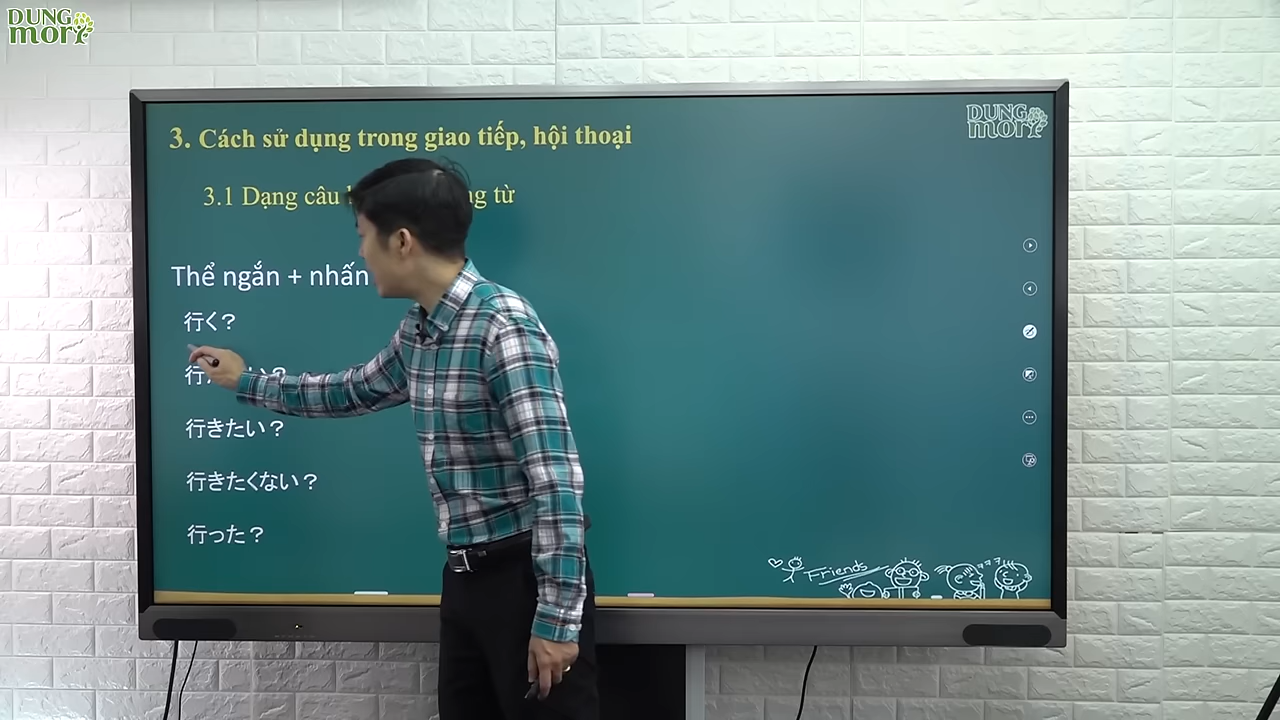 DUNG
mori
DUNG
mori
3. Cách sử dụng trong giao tiếp, hội thoại
3.1 Dạng câu từ
Thể ngắn + nhấn
行く？
行
行きたい？
行きたくない？
行った？
Friends